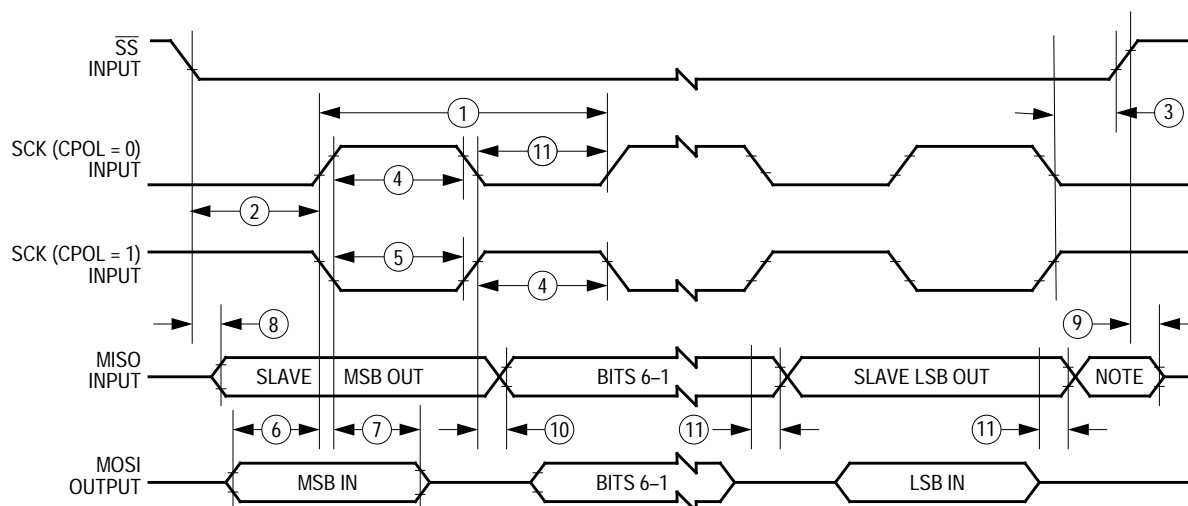 SS
INPUT
1
3
SCK (CPOL = 0)
INPUT
11
4
2
SCK (CPOL = 1)
INPUT
5
4
8
9
MISO
INPUT
SLAVE MSB OUT
BITS 6–1
SLAVE LSB OUT
NOTE
6
7
10
11
11
MOSI
OUTPUT
MSB IN
BITS 6–1
LSB IN